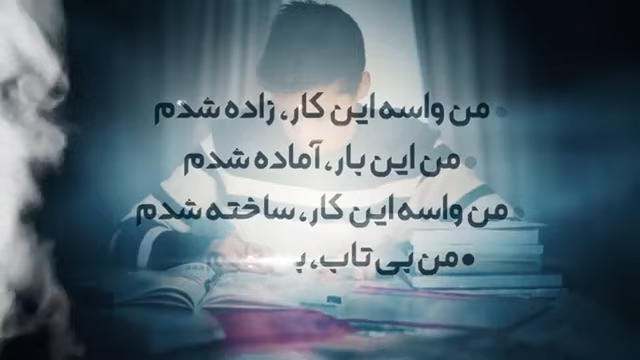 من واسه این کار، زاده شدم
من این بار، آماده شدم
من واسه این کار، ساخته شدم
من بی تاب،